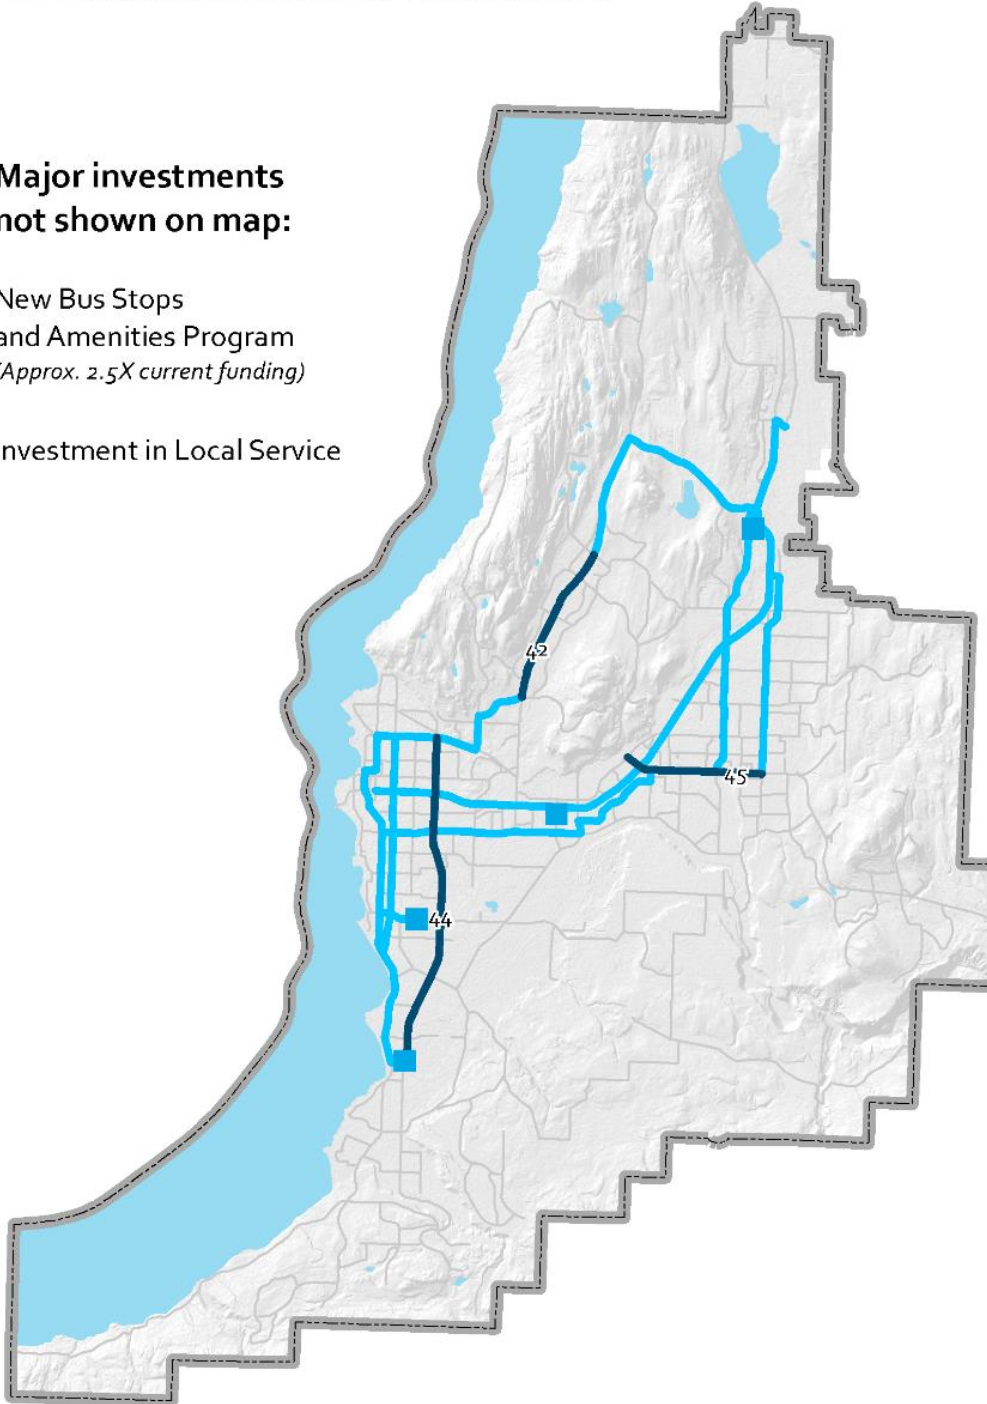 Major investments
not shown on map:
New Bus Stops
and Amenities Program
(Approx. 2.5X current funding)
Investment in Local Service
42
45
44